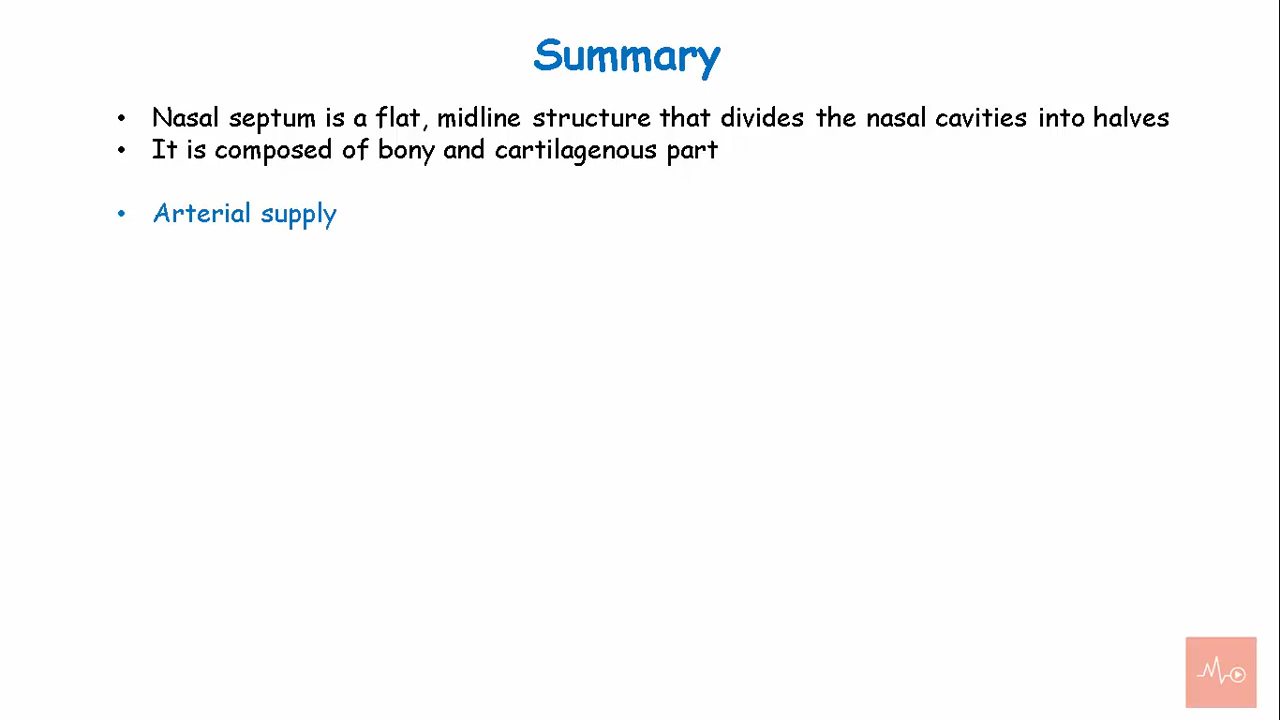 Summary
• Nasal septum is a flat, midline structure that divides the nasal cavities into halves
• It is composed of bony and cartilagenous part
• Arterial supply